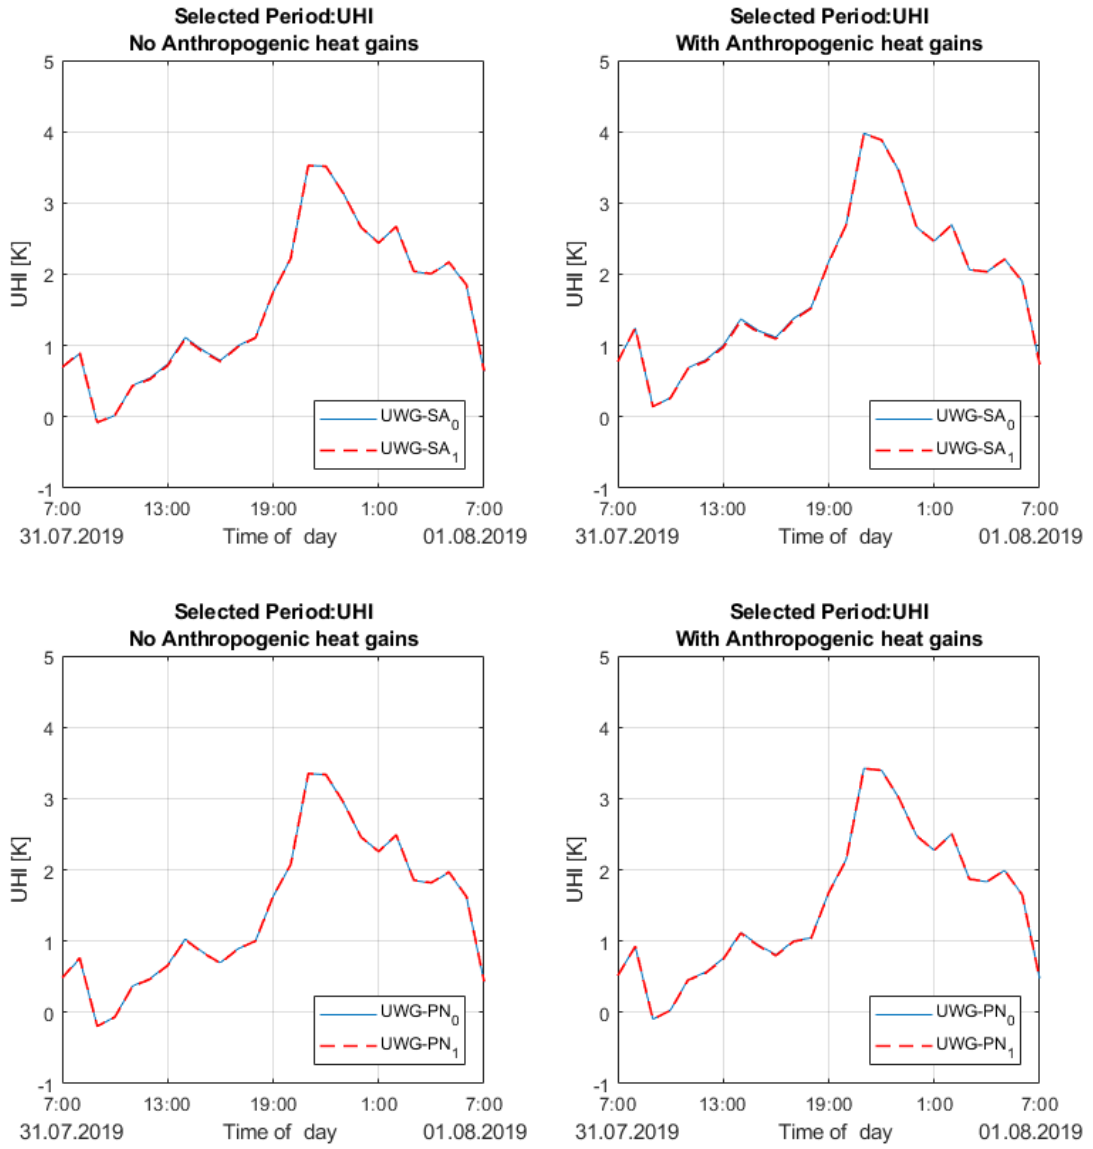 Selected Period:UHI
No Anthropogenic heat gains
5
4
3
2
1
0
-1
UHI [K]
UWG-SA0
UWG-SA1
7:00
13:00
19:00
1:00
7:00
31.07.2019
Time of day
01.08.2019
Selected Period:UHI
With Anthropogenic heat gains
5
4
3
2
1
0
-1
UHI [K]
UWG-SA0
UWG-SA1
7:00
13:00
19:00
1:00
7:00
31.07.2019
Time of day
01.08.2019
Selected Period:UHI
No Anthropogenic heat gains
5
4
3
2
1
0
-1
UHI [K]
UWG-PN0
UWG-PN1
7:00
13:00
19:00
1:00
7:00
31.07.2019
Time of day
01.08.2019
Selected Period:UHI
With Anthropogenic heat gains
5
4
3
2
1
0
-1
UHI [K]
UWG-PN0
UWG-PN1
7:00
13:00
19:00
1:00
7:00
31.07.2019
Time of day
01.08.2019